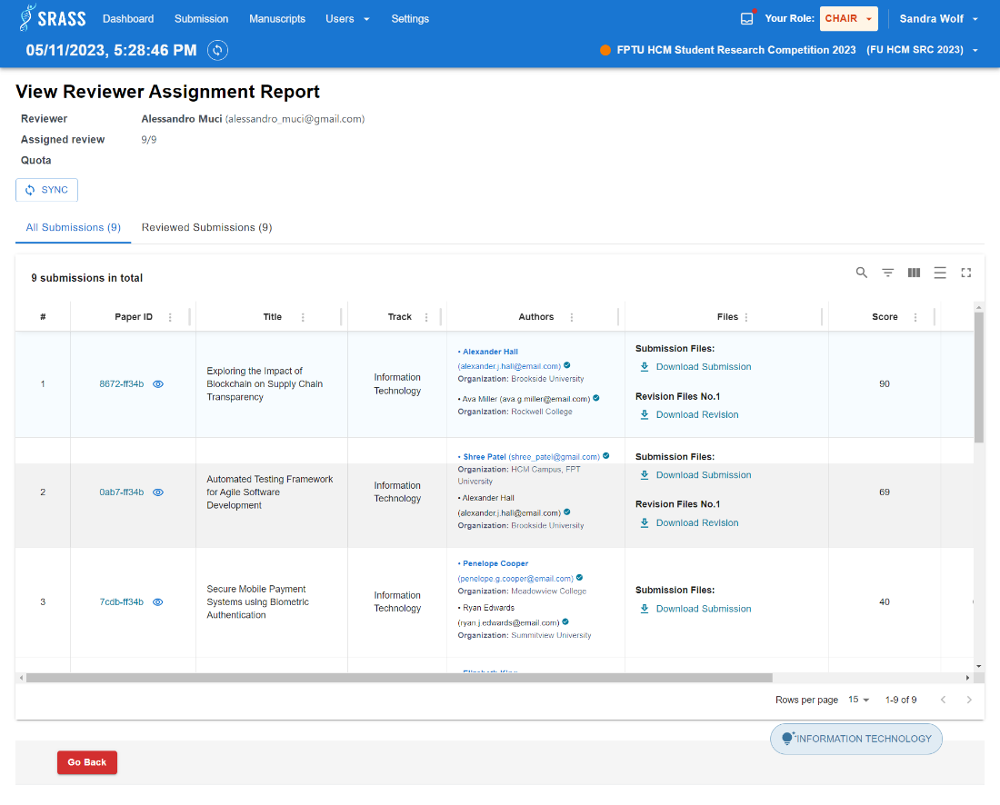 SRASS Dashboard Submission Manuscripts Users Settings Your Role: CHAIR Sandra Wolf
05/11/2023, 5:28:46 PM FPTU HCM Student Research Competition 2023 (FU HCM SRC 2023)
View Reviewer Assignment Report
Reviewer Alessandro Muci (alessandro_muci@gmail.com)
Assigned review 9/9
Quota
SYNC
All Submissions (9) Reviewed Submissions (9)
9 submissions in total
# Paper ID Title Track Authors Files Score
1
8672-ff34b
Exploring the Impact of
Blockchain on Supply Chain
Transparency
Information
Technology
• Alexander Hall
(alexander.j.hall@email.com)
Organization: Brookside University
• Ava Miller (ava.g.miller@email.com)
Organization: Rockwell College
Submission Files:
Download Submission
Revision Files No.1
Download Revision
90
2
0ab7-ff34b
Automated Testing Framework
for Agile Software
Development
Information
Technology
• Shree Patel (shree_patel@gmail.com)
Organization: HCM Campus, FPT
University
• Alexander Hall
(alexander.j.hall@email.com)
Organization: Brookside University
Submission Files:
Download Submission
Revision Files No.1
Download Revision
69
3
7cdb-ff34b
Secure Mobile Payment
Systems using Biometric
Authentication
Information
Technology
• Penelope Cooper
(penelope.g.cooper@email.com)
Organization: Meadowview College
• Ryan Edwards
(ryan.j.edwards@email.com)
Organization: Summitview University
Submission Files:
Download Submission
40
Rows per page 15 1-9 of 9
INFORMATION TECHNOLOGY
Go Back